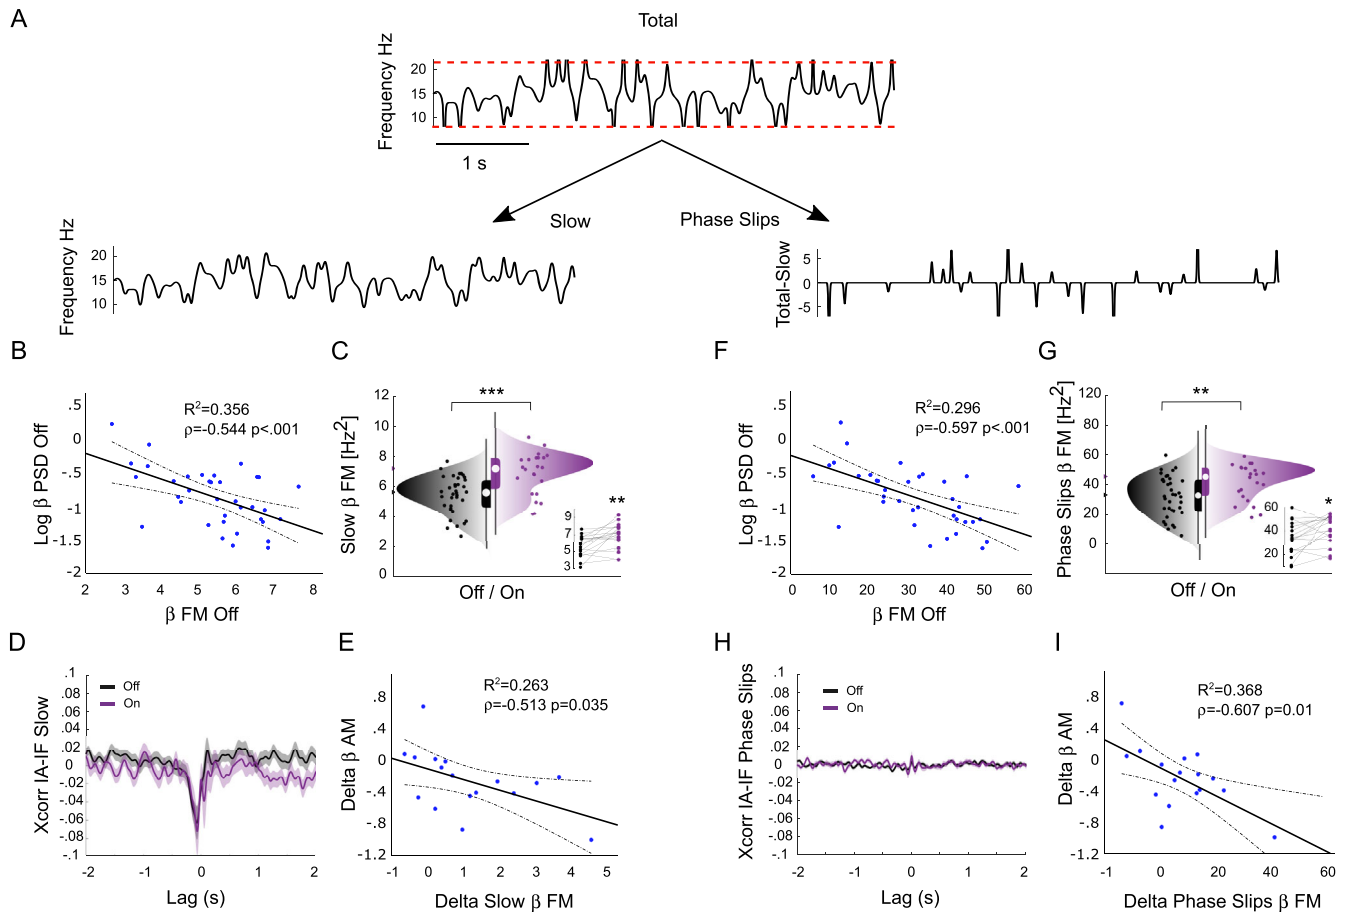 A
Total
Frequency Hz
20
15
10
1 s
Slow
Phase Slips
Frequency Hz
20
15
10
Total-Slow
5
0
-5
B
Log β PSD Off
.5
0
-.5
-1
-1.5
-2
R²=0.356
ρ=-0.544 p<.001
2 3 4 5 6 7 8
β FM Off
C
Slow β FM [Hz²]
12
10
8
6
4
2
0
***
**
9
7
5
3
Off / On
F
Log β PSD Off
.5
0
-.5
-1
-1.5
-2
R²=0.296
ρ=-0.597 p<.001
0 10 20 30 40 50 60
β FM Off
G
Phase Slips β FM [Hz²]
120
60
40
20
0
**
*
60
40
20
Off / On
D
Xcorr IA-IF Slow
.1
.08
.06
.04
.02
0
-.02
-.04
-.06
-.08
-.1
Off
On
-2 -1 0 1 2
Lag (s)
E
Delta β AM
.8
.4
0
-.4
-.8
-1.2
R²=0.263
ρ=-0.513 p=0.035
-1 0 1 2 3 4 5
Delta Slow β FM
H
Xcorr IA-IF Phase Slips
.1
.08
.06
.04
.02
0
-.02
-.04
-.06
-.08
-.1
Off
On
-2 -1 0 1 2
Lag (s)
I
Delta β AM
.8
.4
0
-.4
-.8
-1.2
R²=0.368
ρ=-0.607 p=0.01
-1 0 20 40 60
Delta Phase Slips β FM